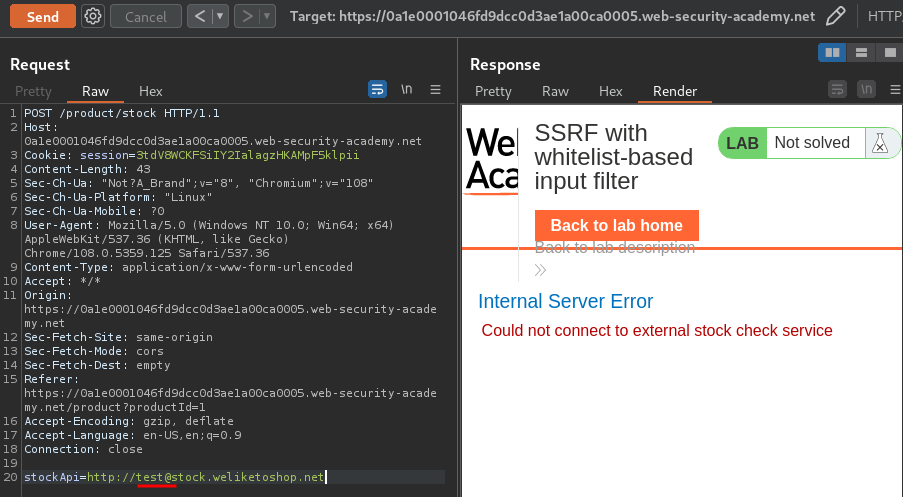 Send Cancel < > Target: https://0a1e0001046fd9dcc0d3ae1a00ca0005.web-security-academy.net HTTP/
Request
Pretty Raw Hex \n
1 POST /product/stock HTTP/1.1
2 Host:
0a1e0001046fd9dcc0d3ae1a00ca0005.web-security-academy.net
3 Cookie: session=3tdV8WCKFSiIY2IalagzHKAMpF5klpii
4 Content-Length: 43
5 Sec-Ch-Ua: "Not?A_Brand";v="8", "Chromium";v="108"
6 Sec-Ch-Ua-Platform: "Linux"
7 Sec-Ch-Ua-Mobile: ?0
8 User-Agent: Mozilla/5.0 (Windows NT 10.0; Win64; x64)
AppleWebKit/537.36 (KHTML, like Gecko)
Chrome/108.0.5359.125 Safari/537.36
9 Content-Type: application/x-www-form-urlencoded
10 Accept: */*
11 Origin:
https://0a1e0001046fd9dcc0d3ae1a00ca0005.web-security-acade
my.net
12 Sec-Fetch-Site: same-origin
13 Sec-Fetch-Mode: cors
14 Sec-Fetch-Dest: empty
15 Referer:
https://0a1e0001046fd9dcc0d3ae1a00ca0005.web-security-acade
my.net/product?productId=1
16 Accept-Encoding: gzip, deflate
17 Accept-Language: en-US,en;q=0.9
18 Connection: close
19
20 stockApi=http://test@stock.weliketoshop.net
Response
Pretty Raw Hex Render \n
We
Aca
SSRF with
whitelist-based
input filter
LAB Not solved
Back to lab home
Back to lab description
Internal Server Error
Could not connect to external stock check service